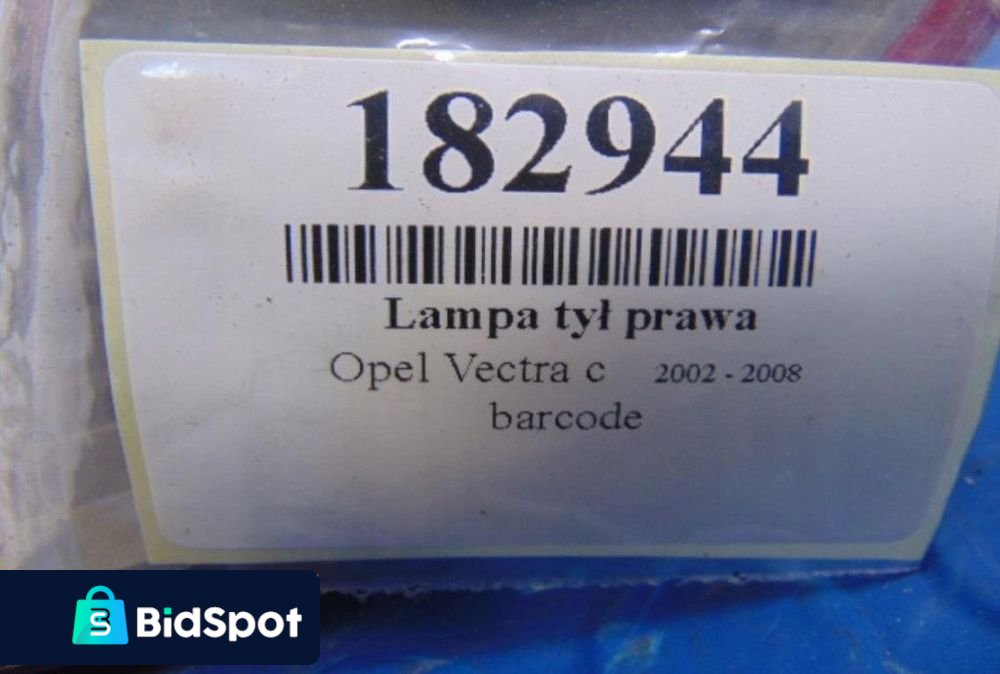 182944
Lampa tył prawa
Opel Vectra c 2002 - 2008
barcode
BidSpot